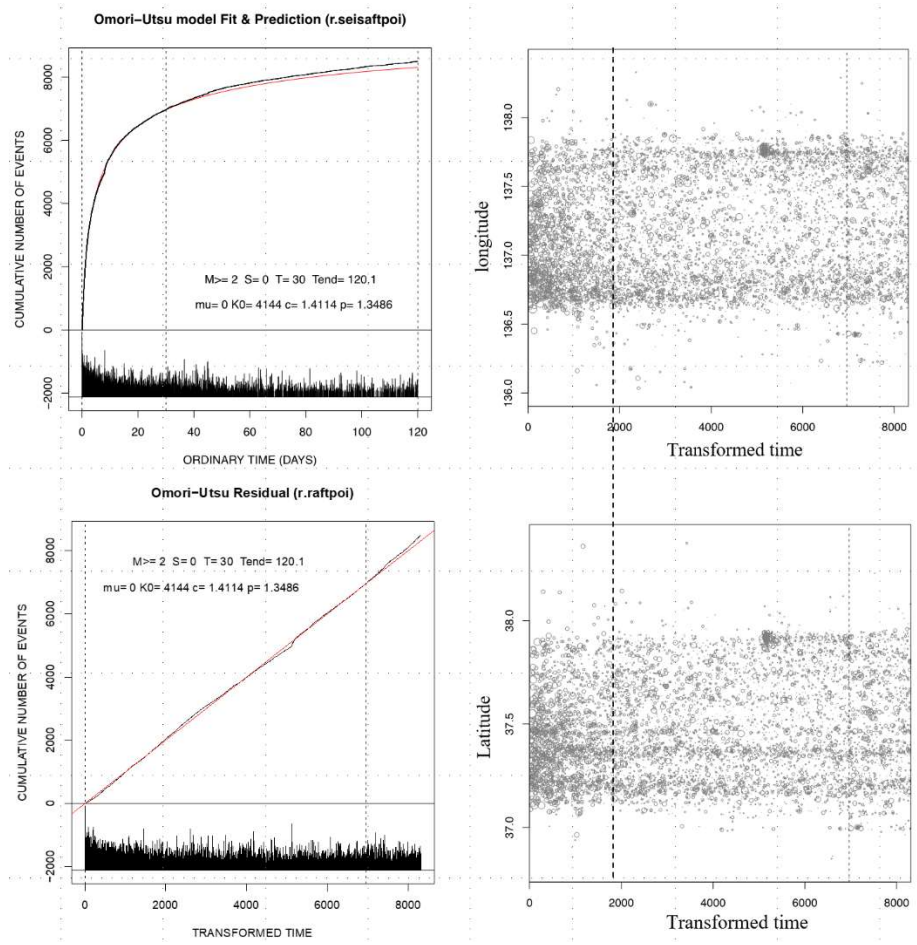 Omori−Utsu model Fit & Prediction (r.seisaftpoi)
CUMULATIVE NUMBER OF EVENTS
8000
6000
4000
2000
0
−2000
M>= 2 S= 0 T= 30 Tend= 120.1
mu= 0 K0= 4144 c= 1.4114 p= 1.3486
0 20 40 60 80 100 120
ORDINARY TIME (DAYS)
longitude
138.0
137.5
137.0
136.5
136.0
0 2000 4000 6000 8000
Transformed time
Omori−Utsu Residual (r.raftpoi)
CUMULATIVE NUMBER OF EVENTS
8000
6000
4000
2000
0
−2000
M>= 2 S= 0 T= 30 Tend= 120.1
mu= 0 K0= 4144 c= 1.4114 p= 1.3486
0 2000 4000 6000 8000
TRANSFORMED TIME
Latitude
38.0
37.5
37.0
0 2000 4000 6000 8000
Transformed time